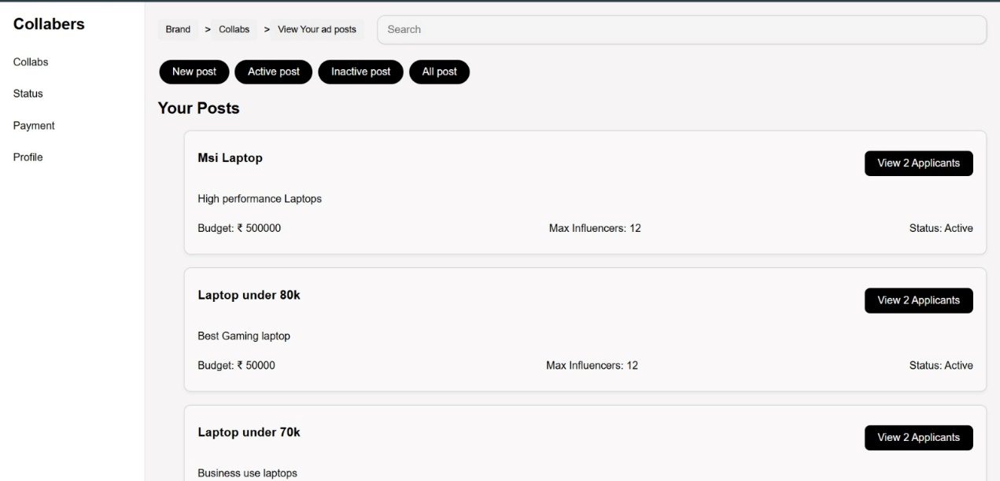 Collabers
Collabs
Status
Payment
Profile
Brand > Collabs > View Your ad posts
Search
New post Active post Inactive post All post
Your Posts
Msi Laptop
View 2 Applicants
High performance Laptops
Budget: ₹ 500000 Max Influencers: 12 Status: Active
Laptop under 80k
View 2 Applicants
Best Gaming laptop
Budget: ₹ 50000 Max Influencers: 12 Status: Active
Laptop under 70k
View 2 Applicants
Business use laptops